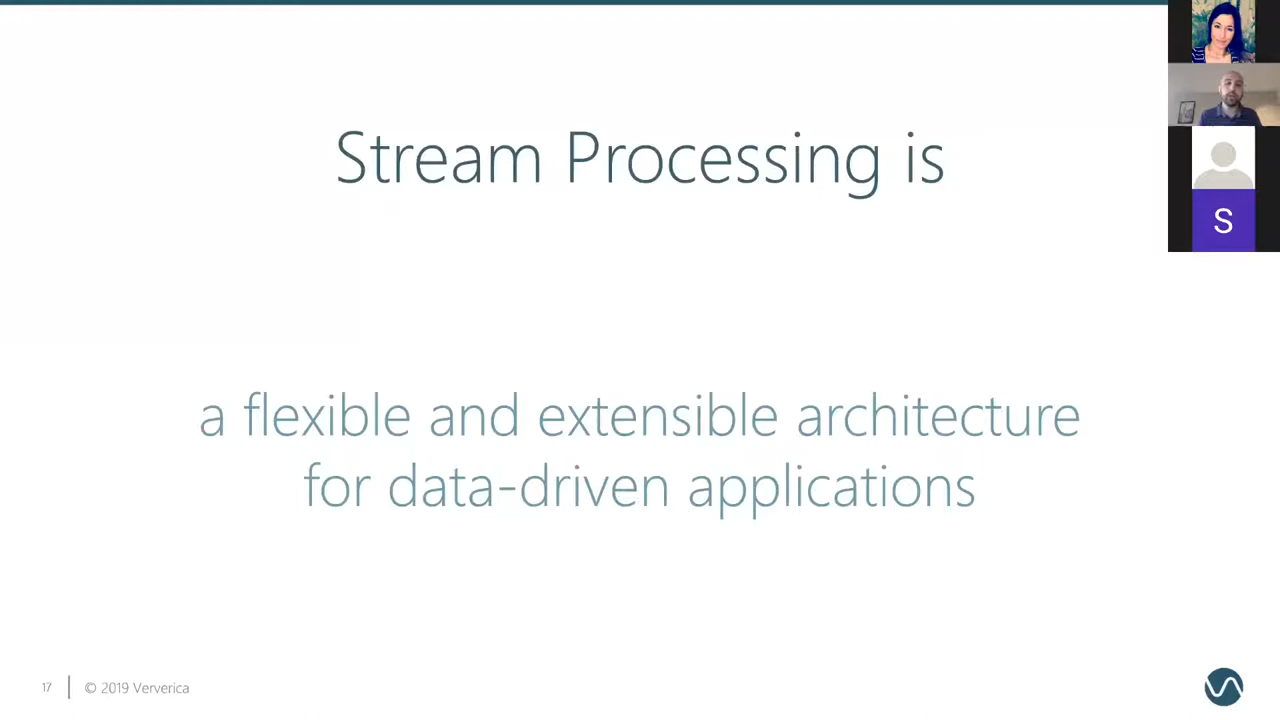 Stream Processing is
S
a flexible and extensible architecture
for data-driven applications
17
© 2019 Ververica